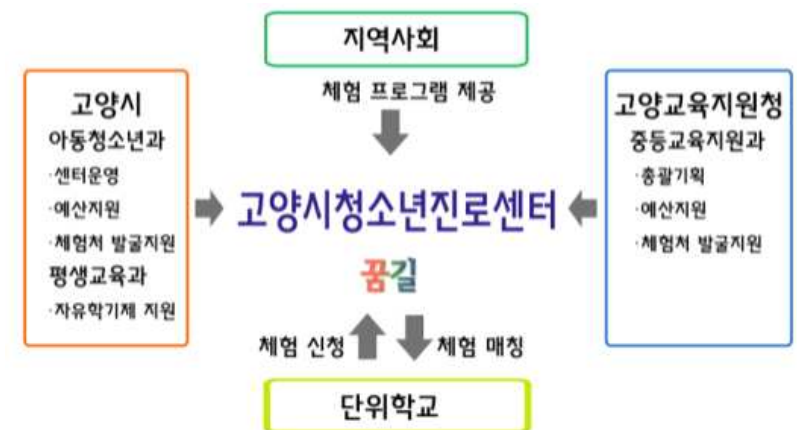 지역사회
체험 프로그램 제공
고양시
아동청소년과
·센터운영
·예산지원
·체험처 발굴지원
평생교육과
·자유학기제 지원
고양시청소년진로센터
꿈길
고양교육지원청
중등교육지원과
·총괄기획
·예산지원
·체험처 발굴지원
체험 신청
체험 매칭
단위학교